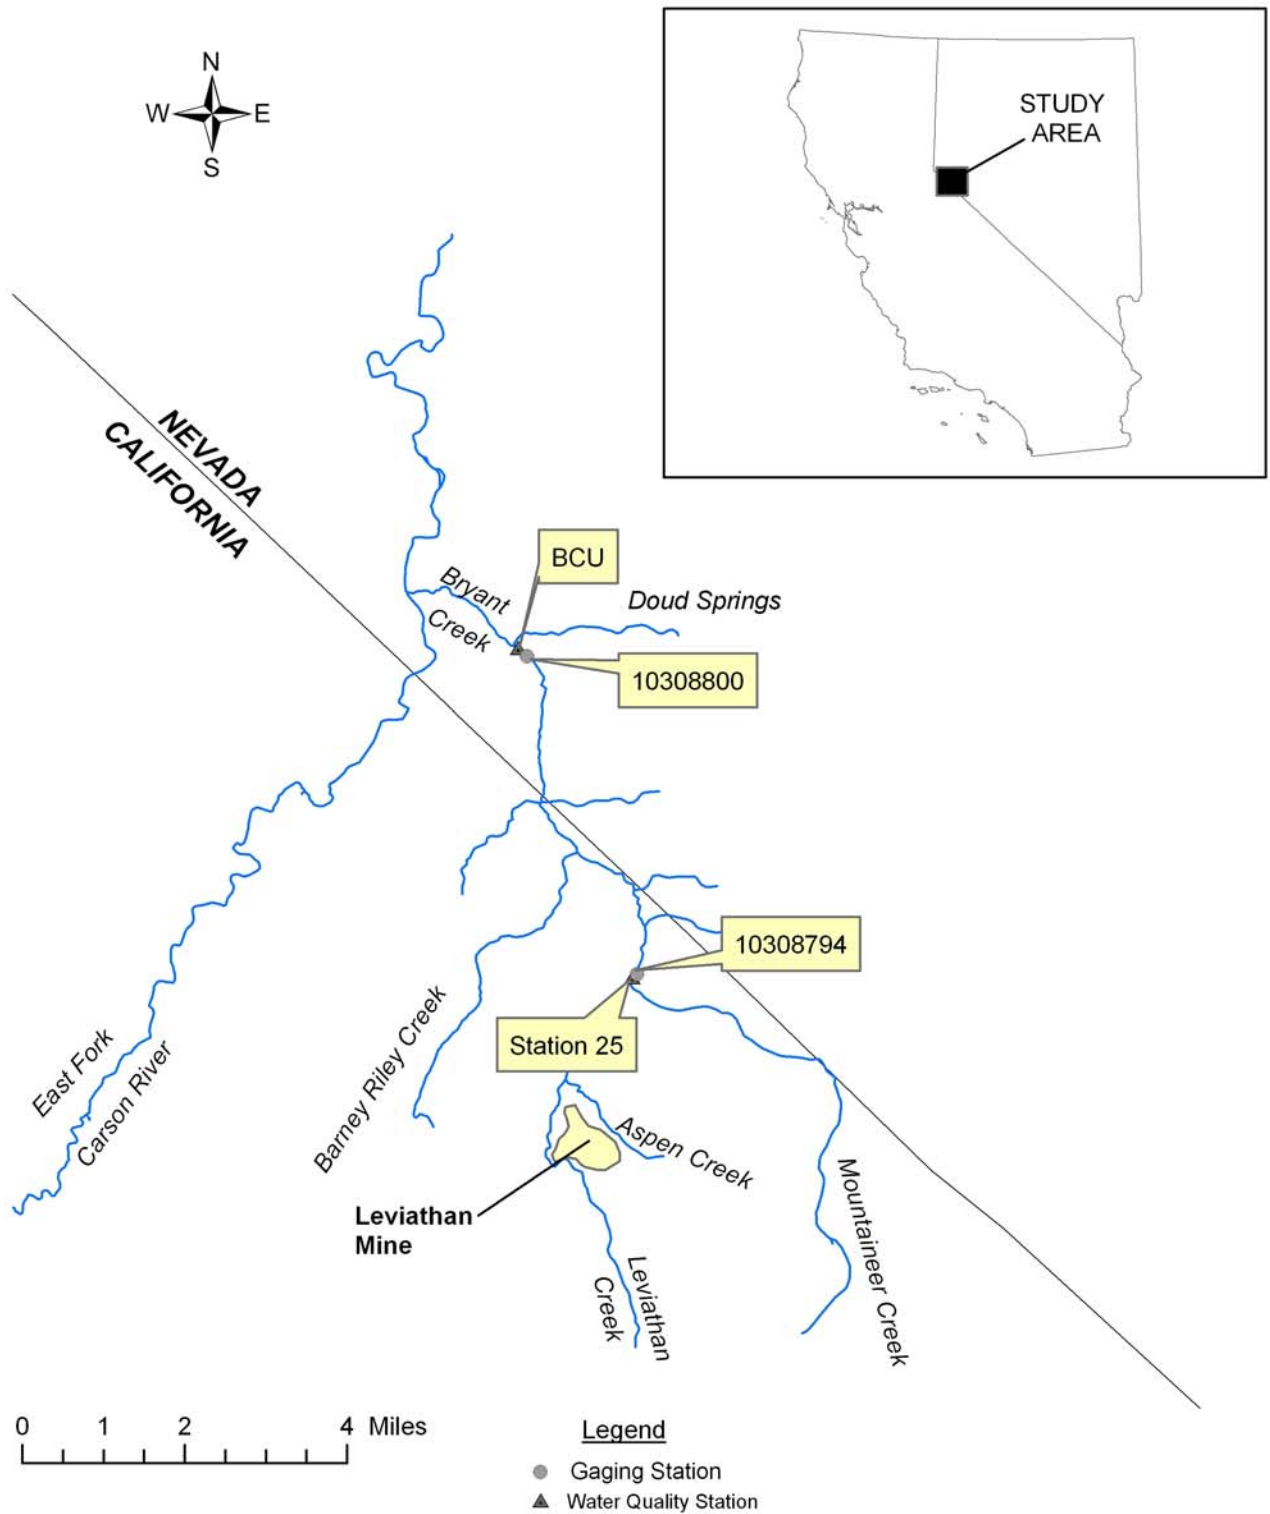 N
W E
S
STUDY
AREA
NEVADA
CALIFORNIA
BCU
Bryant
Creek
Doud Springs
10308800
10308794
Station 25
East Fork
Carson River
Barney Riley Creek
Aspen Creek
Leviathan
Mine
Leviathan
Creek
Mountaineer Creek
0 1 2 4 Miles
Legend
Gaging Station
Water Quality Station